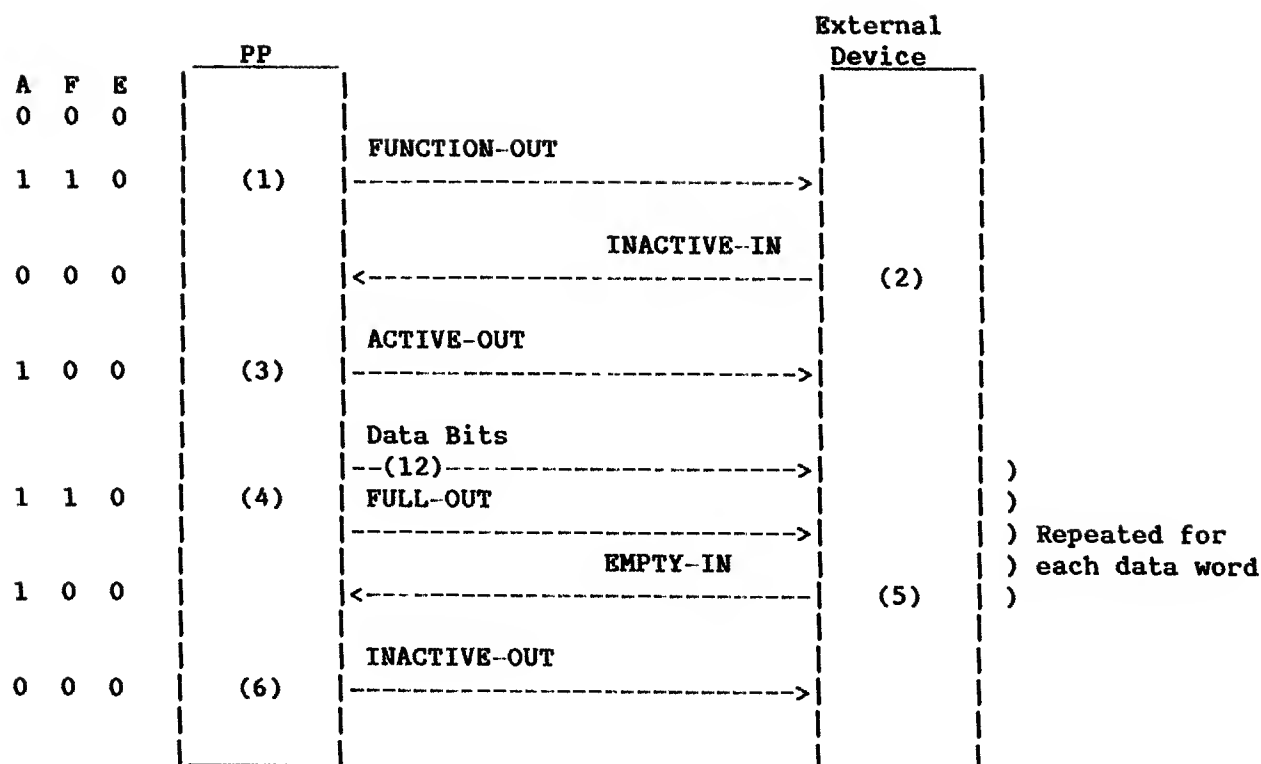 External
PP Device
A F E
0 0 0
FUNCTION-OUT
1 1 0 (1)
INACTIVE-IN
0 0 0 (2)
ACTIVE-OUT
1 0 0 (3)
Data Bits
(12) )
1 1 0 (4) FULL-OUT )
) Repeated for
EMPTY-IN ) each data word
1 0 0 (5) )
INACTIVE-OUT
0 0 0 (6)